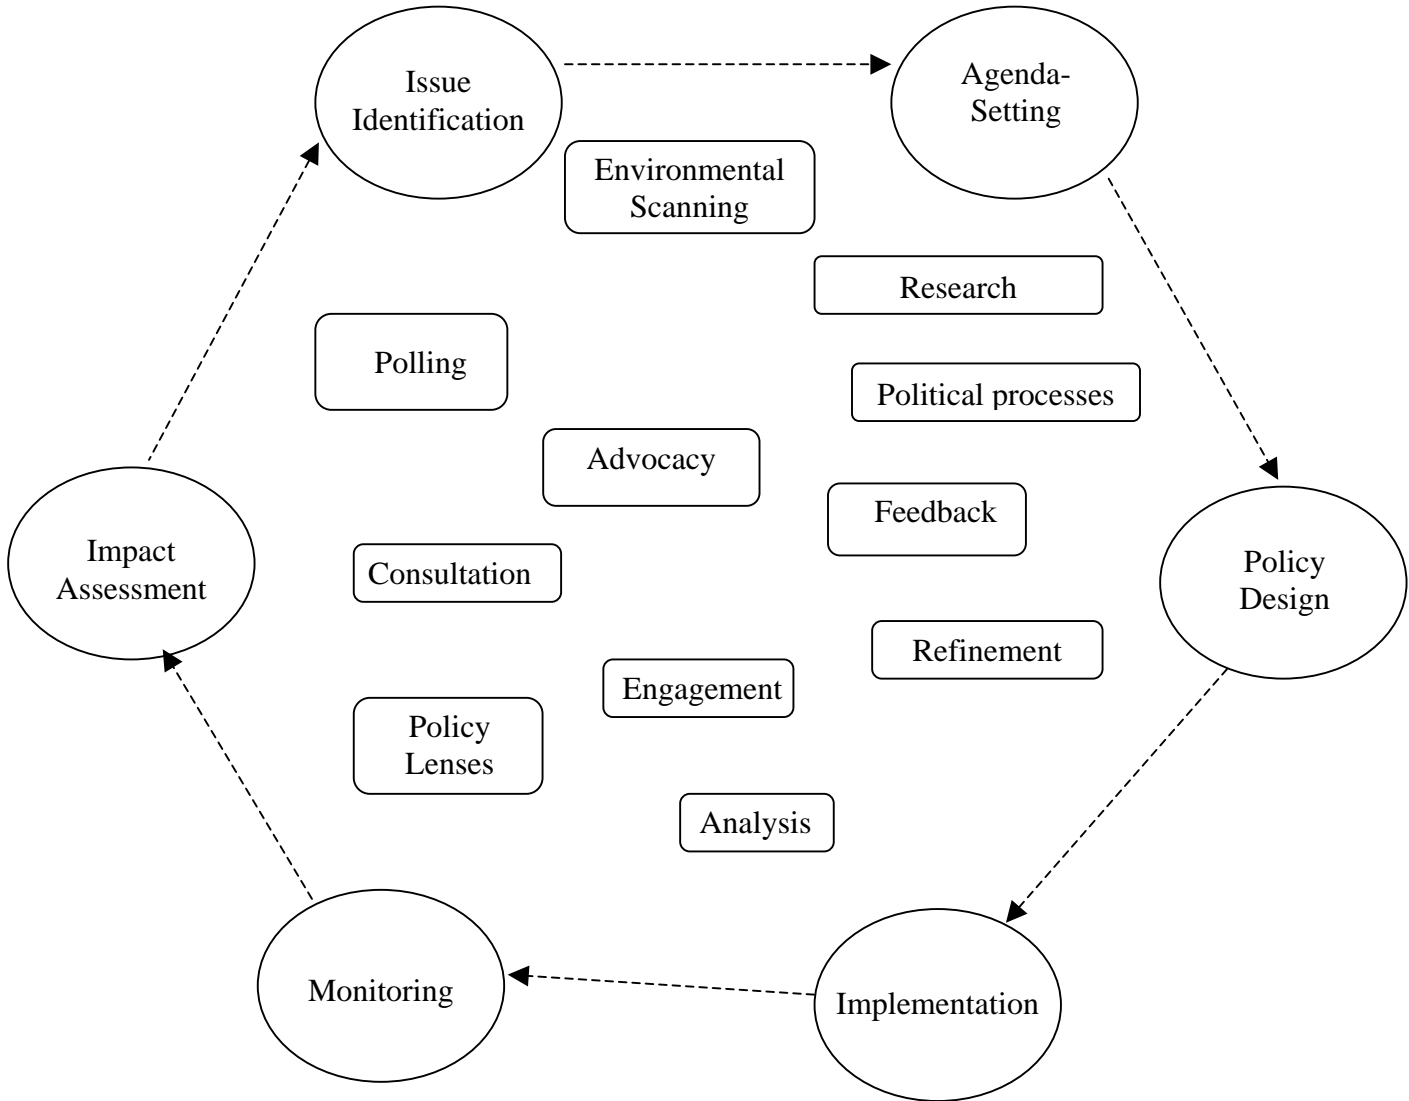 Issue
Identification
Agenda-
Setting
Environmental
Scanning
Research
Polling
Political processes
Advocacy
Feedback
Impact
Assessment
Consultation
Policy
Design
Refinement
Engagement
Policy
Lenses
Analysis
Monitoring
Implementation